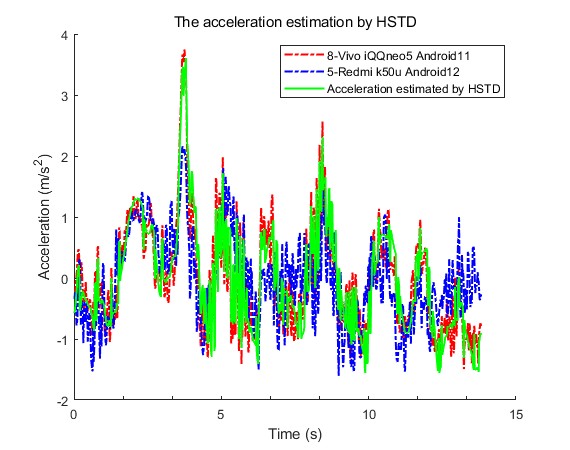 The acceleration estimation by HSTD
8-Vivo iQQneo5 Android11
5-Redmi k50u Android12
Acceleration estimated by HSTD
Acceleration (m/s²)
4
3
2
1
0
-1
-2
0 5 10 15
Time (s)